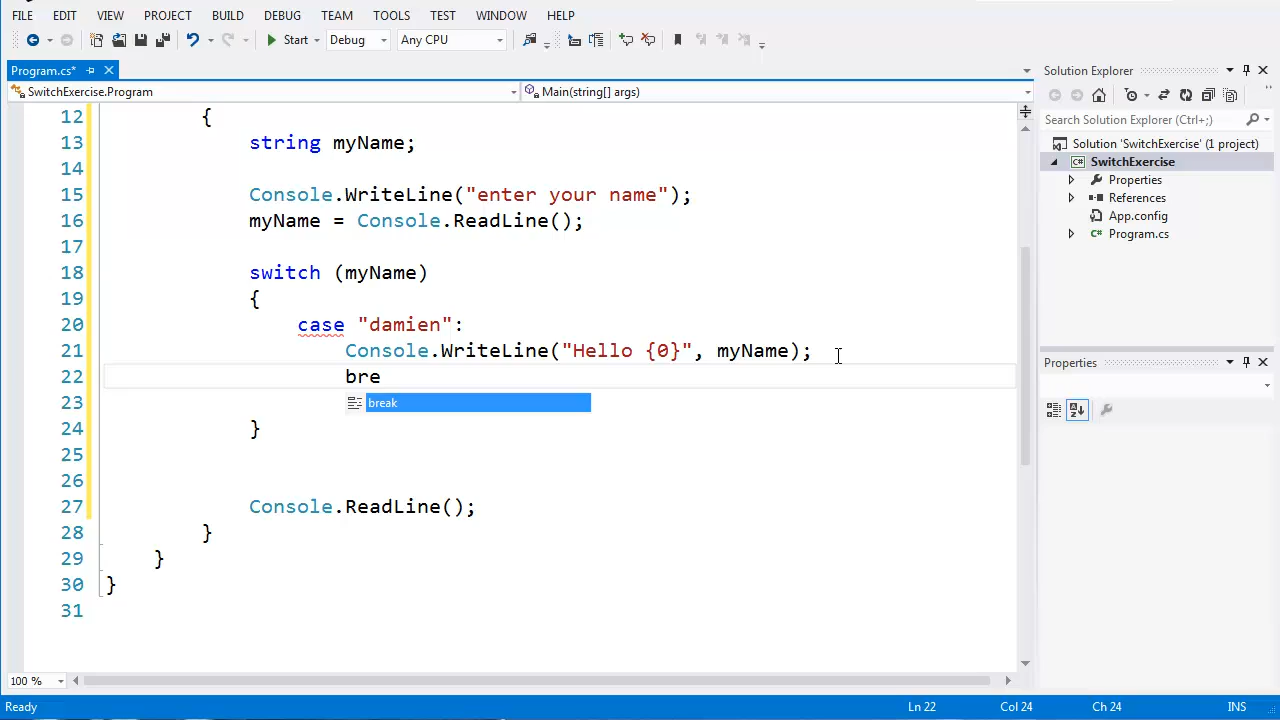 FILE EDIT VIEW PROJECT BUILD DEBUG TEAM TOOLS TEST WINDOW HELP
Start Debug Any CPU
Program.cs*
SwitchExercise.Program Main(string[] args)
12 {
13 string myName;
14
15 Console.WriteLine("enter your name");
16 myName = Console.ReadLine();
17
18 switch (myName)
19 {
20 case "damien":
21 Console.WriteLine("Hello {0}", myName);
22 bre
23 break
24 }
25
26
27 Console.ReadLine();
28 }
29 }
30 }
31
100 %
Solution Explorer
Search Solution Explorer (Ctrl+;)
Solution 'SwitchExercise' (1 project)
C# SwitchExercise
Properties
References
App.config
C# Program.cs
Properties
Ready Ln 22 Col 24 Ch 24 INS